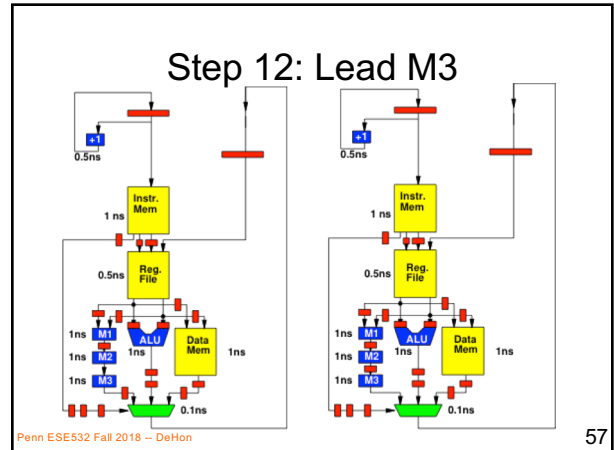 Step 12: Lead M3
+1
0.5ns
Instr.
Mem
1 ns
Reg.
File
0.5ns
1ns
M1
ALU
Data
Mem
1ns
1ns
M2
1ns
1ns
M3
0.1ns
+1
0.5ns
Instr.
Mem
1 ns
Reg.
File
0.5ns
1ns
M1
ALU
Data
Mem
1ns
1ns
M2
1ns
1ns
M3
0.1ns
Penn ESE532 Fall 2018 -- DeHon
57